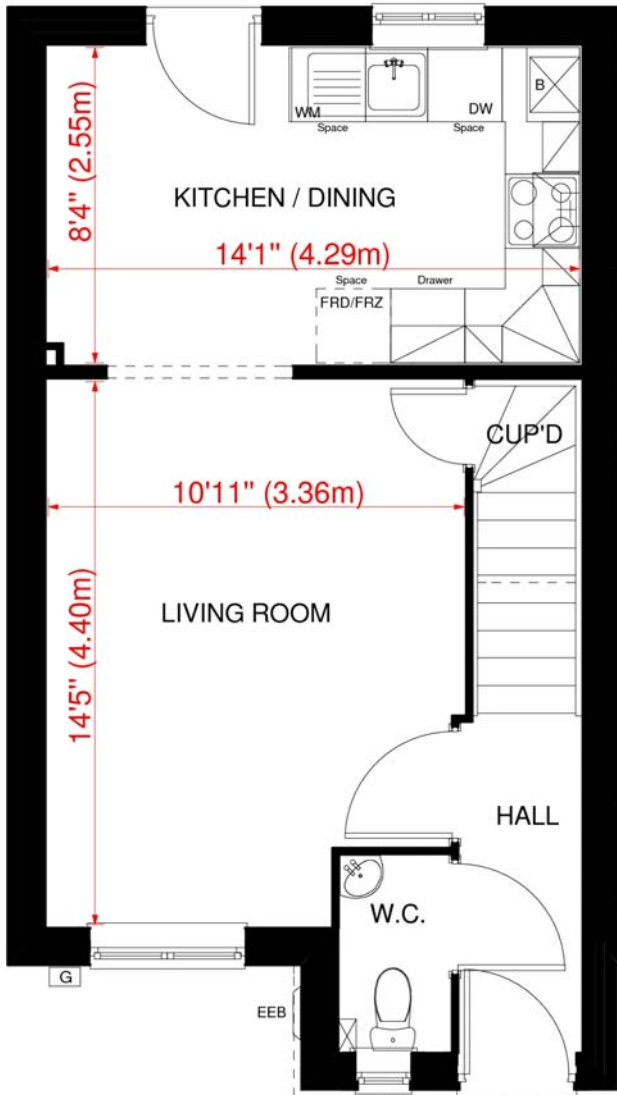 B
WM
DW
Space
Space
8'4" (2.55m)
KITCHEN / DINING
14'1" (4.29m)
Space
Drawer
FRD/FRZ
CUP'D
10'11" (3.36m)
LIVING ROOM
14'5" (4.40m)
HALL
W.C.
G
EEB